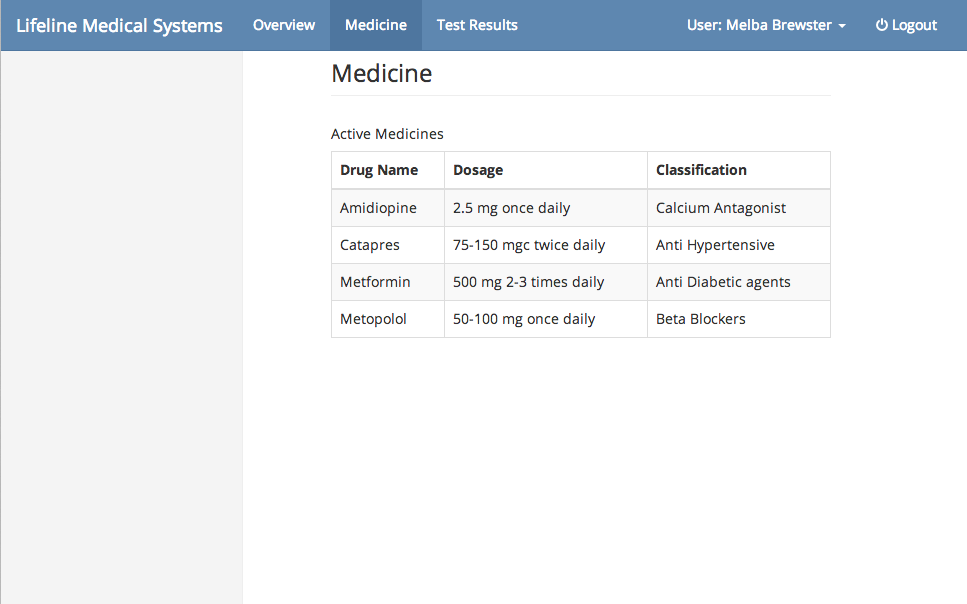 Lifeline Medical Systems Overview Medicine Test Results User: Melba Brewster Logout
Medicine
Active Medicines
Drug Name Dosage Classification
Amidiopine 2.5 mg once daily Calcium Antagonist
Catapres 75-150 mgc twice daily Anti Hypertensive
Metformin 500 mg 2-3 times daily Anti Diabetic agents
Metopolol 50-100 mg once daily Beta Blockers